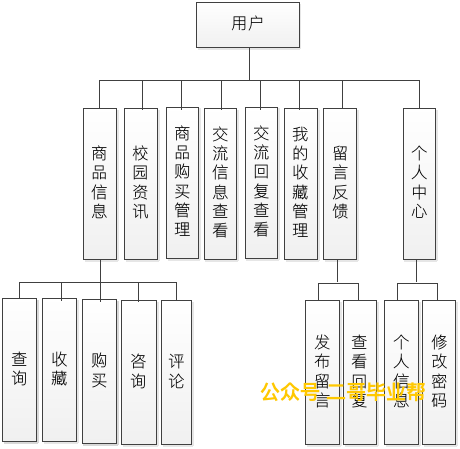 用户
商品信息
校园资讯
商品购买管理
交流信息查看
交流回复查看
我的收藏管理
留言反馈
个人中心
查询
收藏
购买
咨询
评论
发布留言
查看回复
个人信息
修改密码
公众号 二哥毕业帮